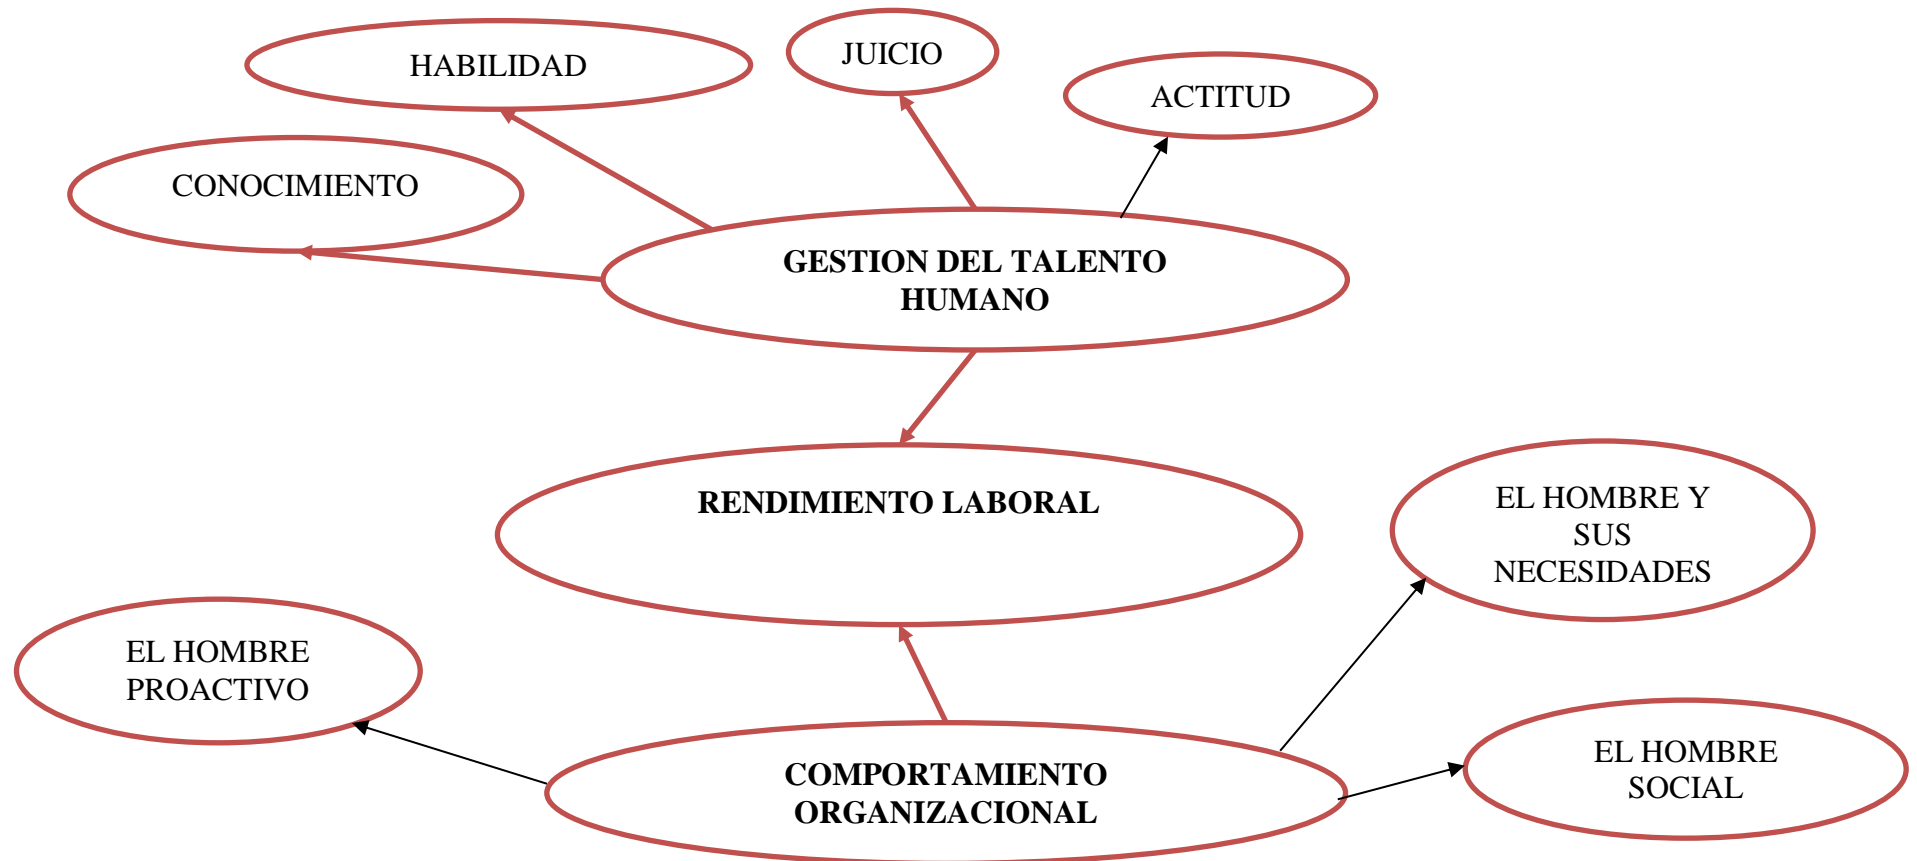 HABILIDAD
JUICIO
ACTITUD
CONOCIMIENTO
GESTION DEL TALENTO
HUMANO
RENDIMIENTO LABORAL
EL HOMBRE Y
SUS
NECESIDADES
EL HOMBRE
PROACTIVO
COMPORTAMIENTO
ORGANIZACIONAL
EL HOMBRE
SOCIAL